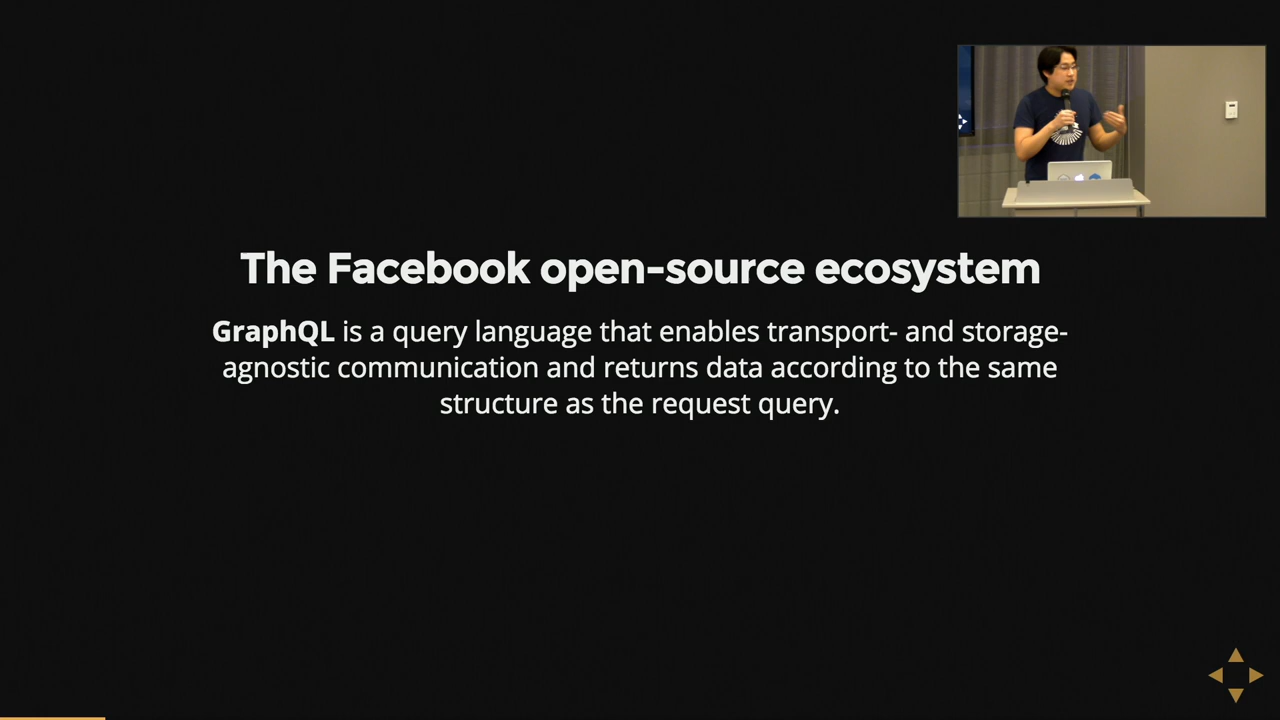 The Facebook open-source ecosystem
GraphQL is a query language that enables transport- and storage-
agnostic communication and returns data according to the same
structure as the request query.